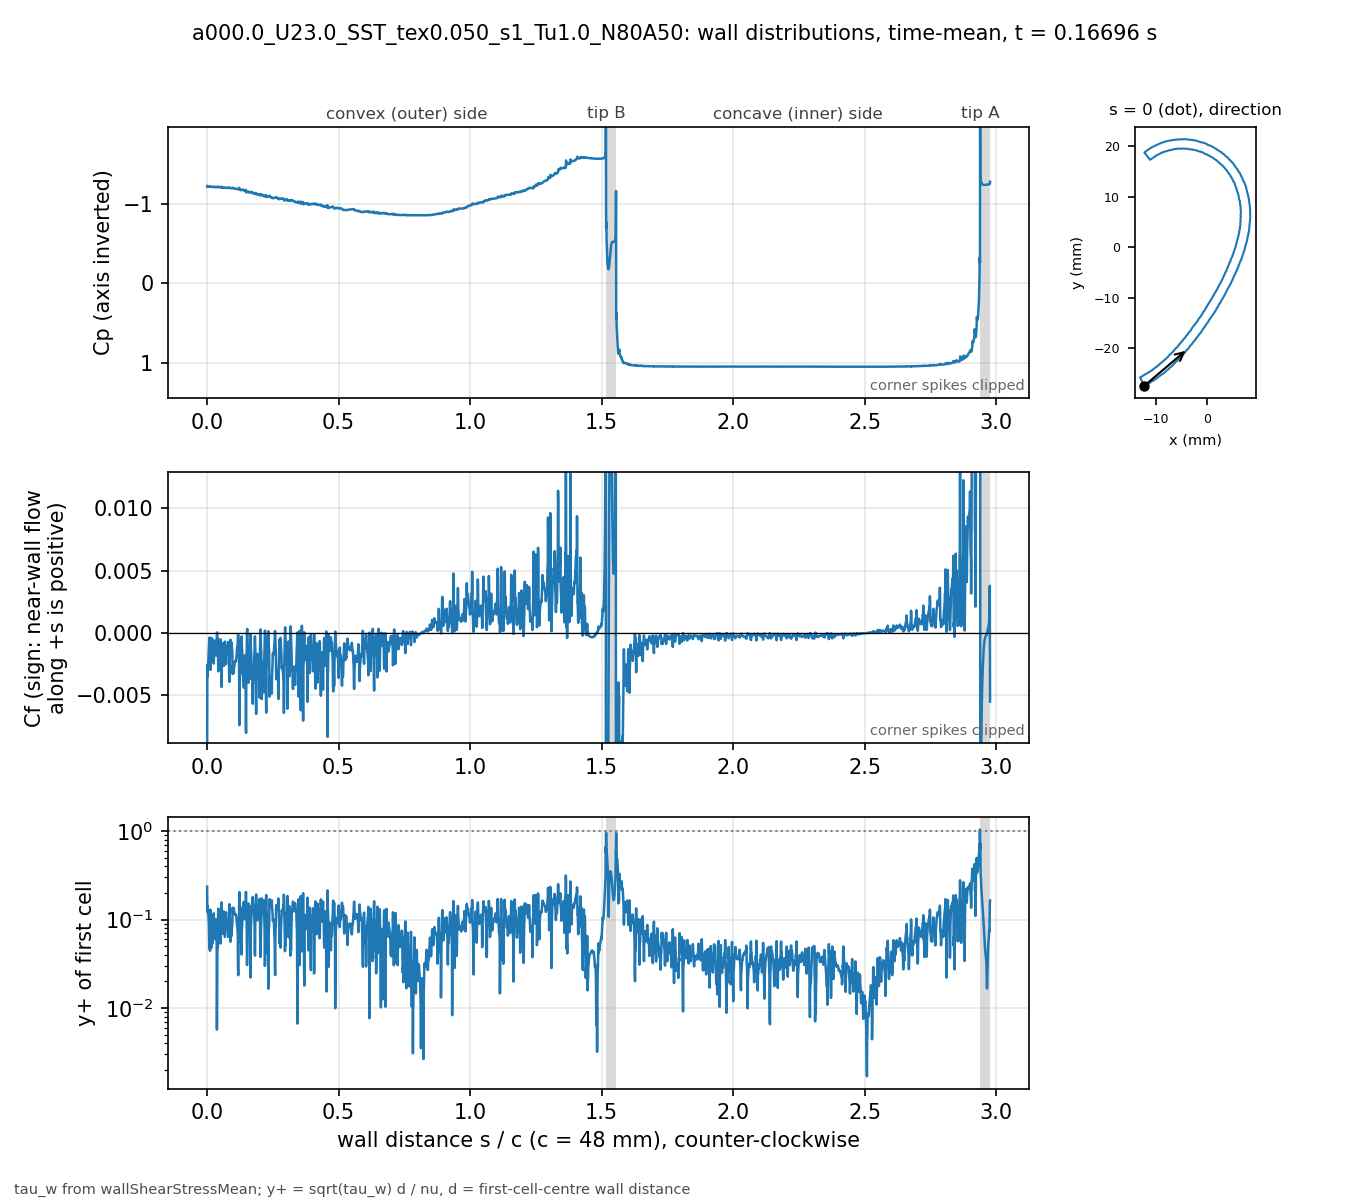 a000.0_U23.0_SST_tex0.050_s1_Tu1.0_N80A50: wall distributions, time-mean, t = 0.16696 s
convex (outer) side
tip B
concave (inner) side
tip A
s = 0 (dot), direction
Cp (axis inverted)
−1
0
1
corner spikes clipped
0.0 0.5 1.0 1.5 2.0 2.5 3.0
y (mm)
20
10
0
−10
−20
−10 0
x (mm)
Cf (sign: near-wall flow
along +s is positive)
0.010
0.005
0.000
−0.005
corner spikes clipped
0.0 0.5 1.0 1.5 2.0 2.5 3.0
y+ of first cell
10⁰
10⁻¹
10⁻²
0.0 0.5 1.0 1.5 2.0 2.5 3.0
wall distance s / c (c = 48 mm), counter-clockwise
tau_w from wallShearStressMean; y+ = sqrt(tau_w) d / nu, d = first-cell-centre wall distance